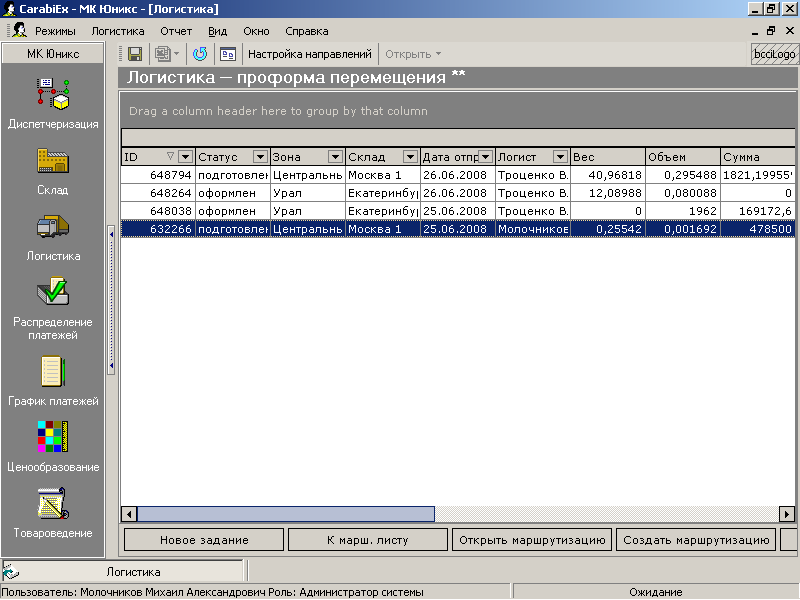 CarabiEx - МК Юникс - [Логистика]
Режимы Логистика Отчет Вид Окно Справка
МК Юникс
Настройка направлений Открыть
bcciLogo
Логистика — проформа перемещения **
Drag a column header here to group by that column
ID Статус Зона Склад Дата отпр Логист Вес Объем Сумма
648794 подготовлен Центральнь Москва 1 26.06.2008 Троценко В. 40,96818 0,295488 1821,19955
648264 оформлен Урал Екатеринбу 26.06.2008 Троценко В. 12,08988 0,080088 0
648038 оформлен Урал Екатеринбу 25.06.2008 Троценко В. 0 1962 169172,6
632266 подготовлен Центральнь Москва 1 25.06.2008 Молочников 0,25542 0,001692 478500
Диспетчеризация
Склад
Логистика
Распределение
платежей
График платежей
Ценообразование
Товароведение
Новое задание К марш. листу Открыть маршрутизацию Создать маршрутизацию
Логистика
Пользователь: Молочников Михаил Александрович Роль: Администратор системы Ожидание